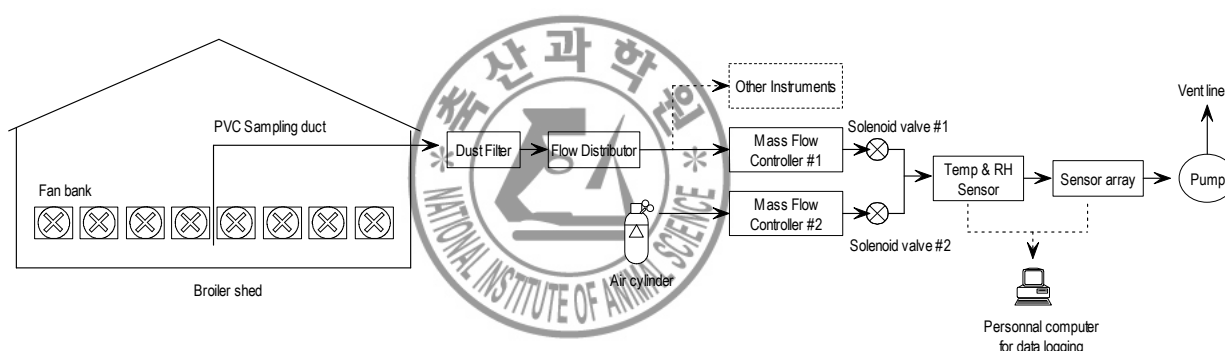 축산과학원
NATIONAL INSTITUTE OF ANIMAL SCIENCE
Other Instruments
Vent line
PVC Sampling duct
Solenoid valve #1
Dust Filter
Flow Distributor
Mass Flow
Controller #1
Temp & RH
Sensor
Sensor array
Pump
Fan bank
Mass Flow
Controller #2
Solenoid valve #2
Air cylinder
Broiler shed
Personnal computer
for data logging